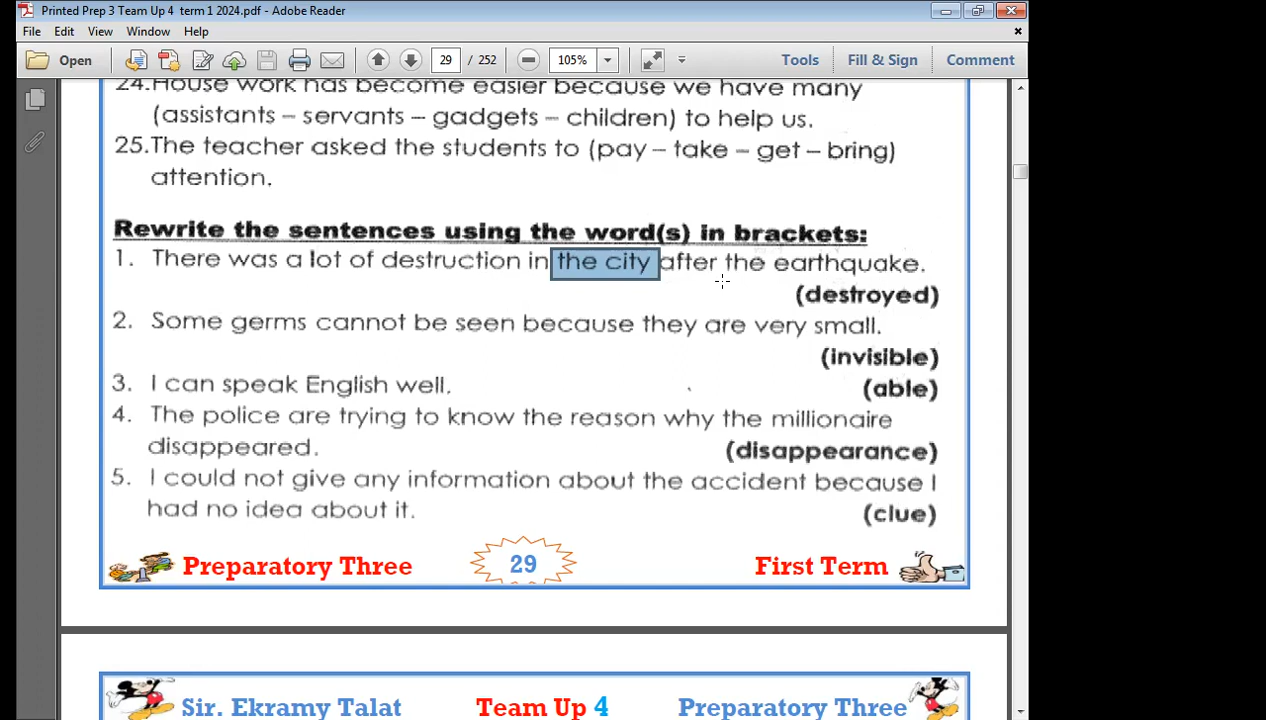 Printed Prep 3 Team Up 4 term 1 2024.pdf - Adobe Reader
File Edit View Window Help
Open 29 / 252 105% Tools Fill & Sign Comment
24.House work has become easier because we have many
(assistants – servants – gadgets – children) to help us.
25.The teacher asked the students to (pay – take – get – bring)
attention.
Rewrite the sentences using the word(s) in brackets:
1. There was a lot of destruction in the city after the earthquake.
(destroyed)
2. Some germs cannot be seen because they are very small.
(invisible)
3. I can speak English well. (able)
4. The police are trying to know the reason why the millionaire
disappeared. (disappearance)
5. I could not give any information about the accident because I
had no idea about it. (clue)
Preparatory Three 29 First Term
Sir. Ekramy Talat Team Up 4 Preparatory Three